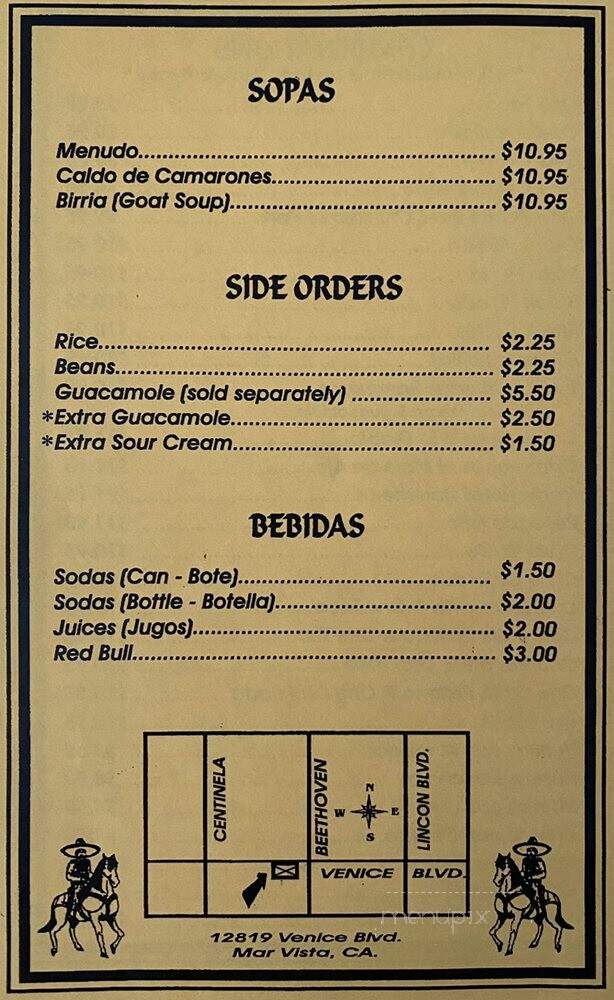 SOPAS
Menudo.......... $10.95
Caldo de Camarones.......... $10.95
Birria (Goat Soup).......... $10.95
SIDE ORDERS
Rice.......... $2.25
Beans.......... $2.25
Guacamole (sold separately) .......... $5.50
*Extra Guacamole.......... $2.50
*Extra Sour Cream.......... $1.50
BEBIDAS
Sodas (Can - Bote).......... $1.50
Sodas (Bottle - Botella).......... $2.00
Juices (Jugos).......... $2.00
Red Bull.......... $3.00
CENTINELA
BEETHOVEN
N
W E
S
LINCON BLVD.
VENICE BLVD.
menupix
12819 Venice Blvd.
Mar Vista, CA.